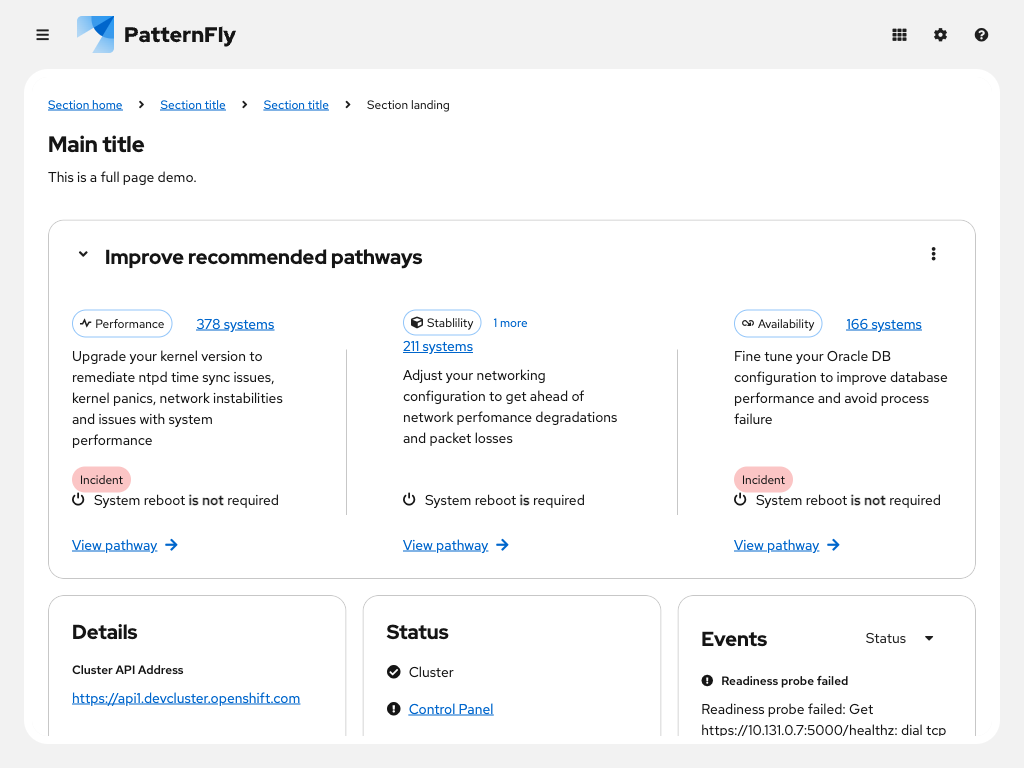 PatternFly
Section home
Section title
Section title
Section landing
Main title
This is a full page demo.
Improve recommended pathways
Performance
378 systems
Upgrade your kernel version to
remediate ntpd time sync issues,
kernel panics, network instabilities
and issues with system
performance
Incident
System reboot is not required
View pathway
Stablility
1 more
211 systems
Adjust your networking
configuration to get ahead of
network perfomance degradations
and packet losses
System reboot is required
View pathway
Availability
166 systems
Fine tune your Oracle DB
configuration to improve database
performance and avoid process
failure
Incident
System reboot is not required
View pathway
Details
Cluster API Address
https://api1.devcluster.openshift.com
Status
Cluster
Control Panel
Events
Status
Readiness probe failed
Readiness probe failed: Get
https://10.131.0.7:5000/healthz: dial tcp